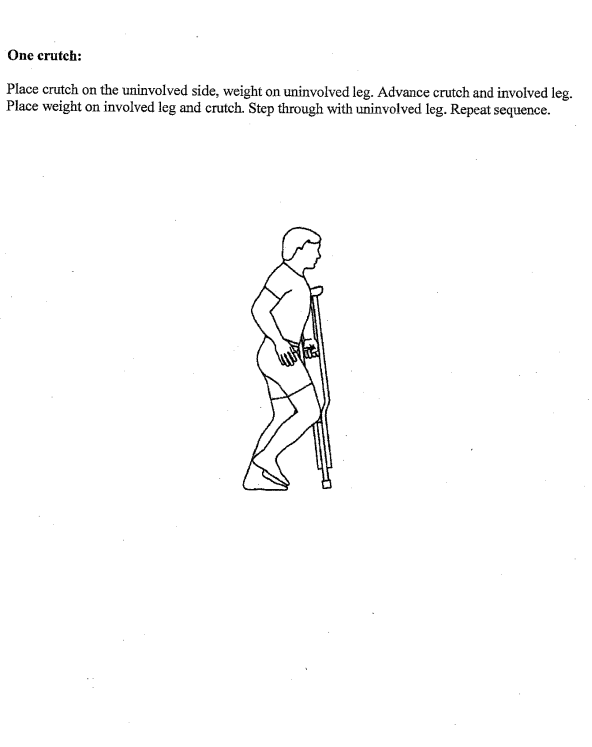 One crutch:
Place crutch on the uninvolved side, weight on uninvolved leg. Advance crutch and involved leg.
Place weight on involved leg and crutch. Step through with uninvolved leg. Repeat sequence.